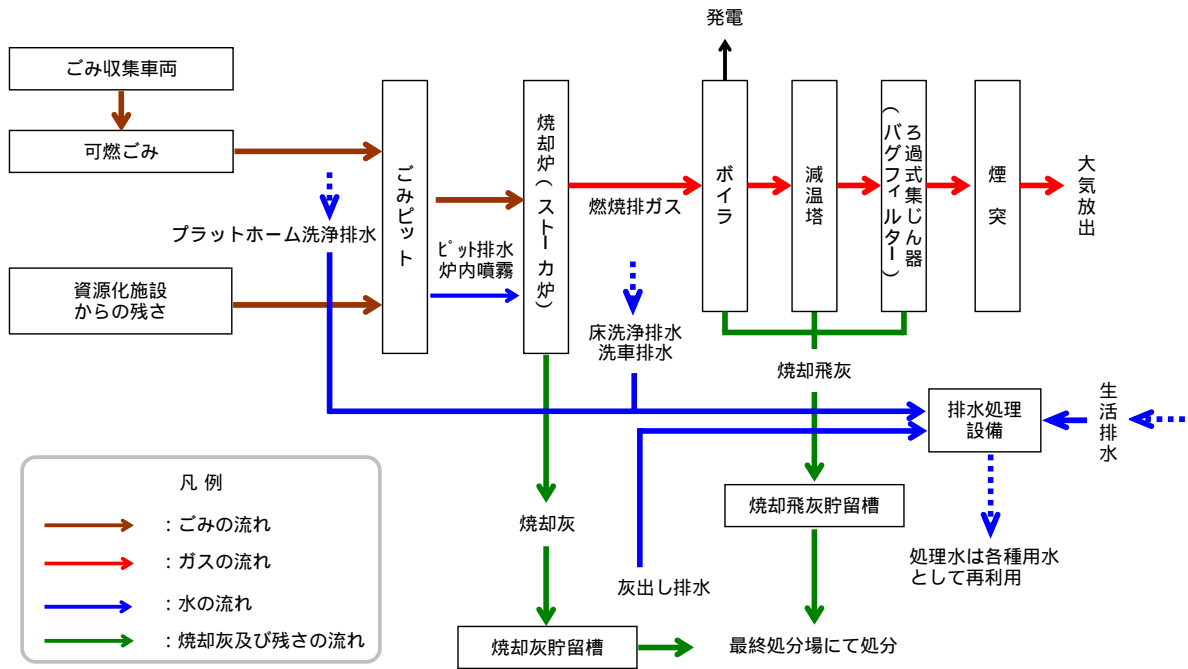 発電
ごみ収集車両
可燃ごみ
プラットホーム洗浄排水
資源化施設
からの残さ
ごみピット
ピット排水
炉内噴霧
焼却炉(ストーカ炉)
燃焼排ガス
床洗浄排水
洗車排水
ボイラ
減温塔
ろ過式集じん器
(バグフィルター)
煙突
大気放出
焼却飛灰
排水処理
設備
生活排水
焼却飛灰貯留槽
処理水は各種用水
として再利用
焼却灰
灰出し排水
焼却灰貯留槽
最終処分場にて処分
凡 例
:ごみの流れ
:ガスの流れ
:水の流れ
:焼却灰及び残さの流れ